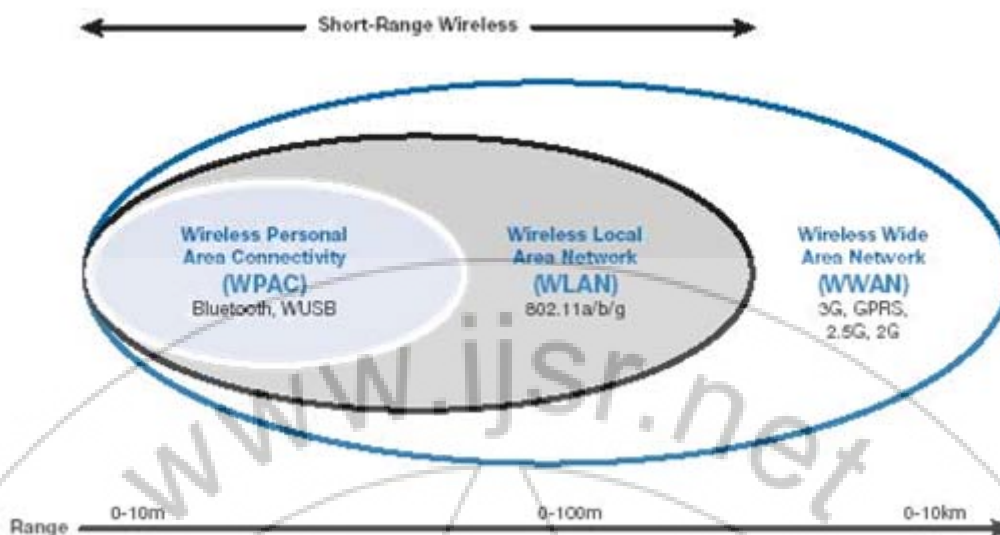 Short-Range Wireless
Wireless Personal
Area Connectivity
(WPAC)
Bluetooth, WUSB
Wireless Local
Area Network
(WLAN)
802.11a/b/g
Wireless Wide
Area Network
(WWAN)
3G, GPRS,
2.5G, 2G
www.ijsr.net
Range
0-10m
0-100m
0-10km